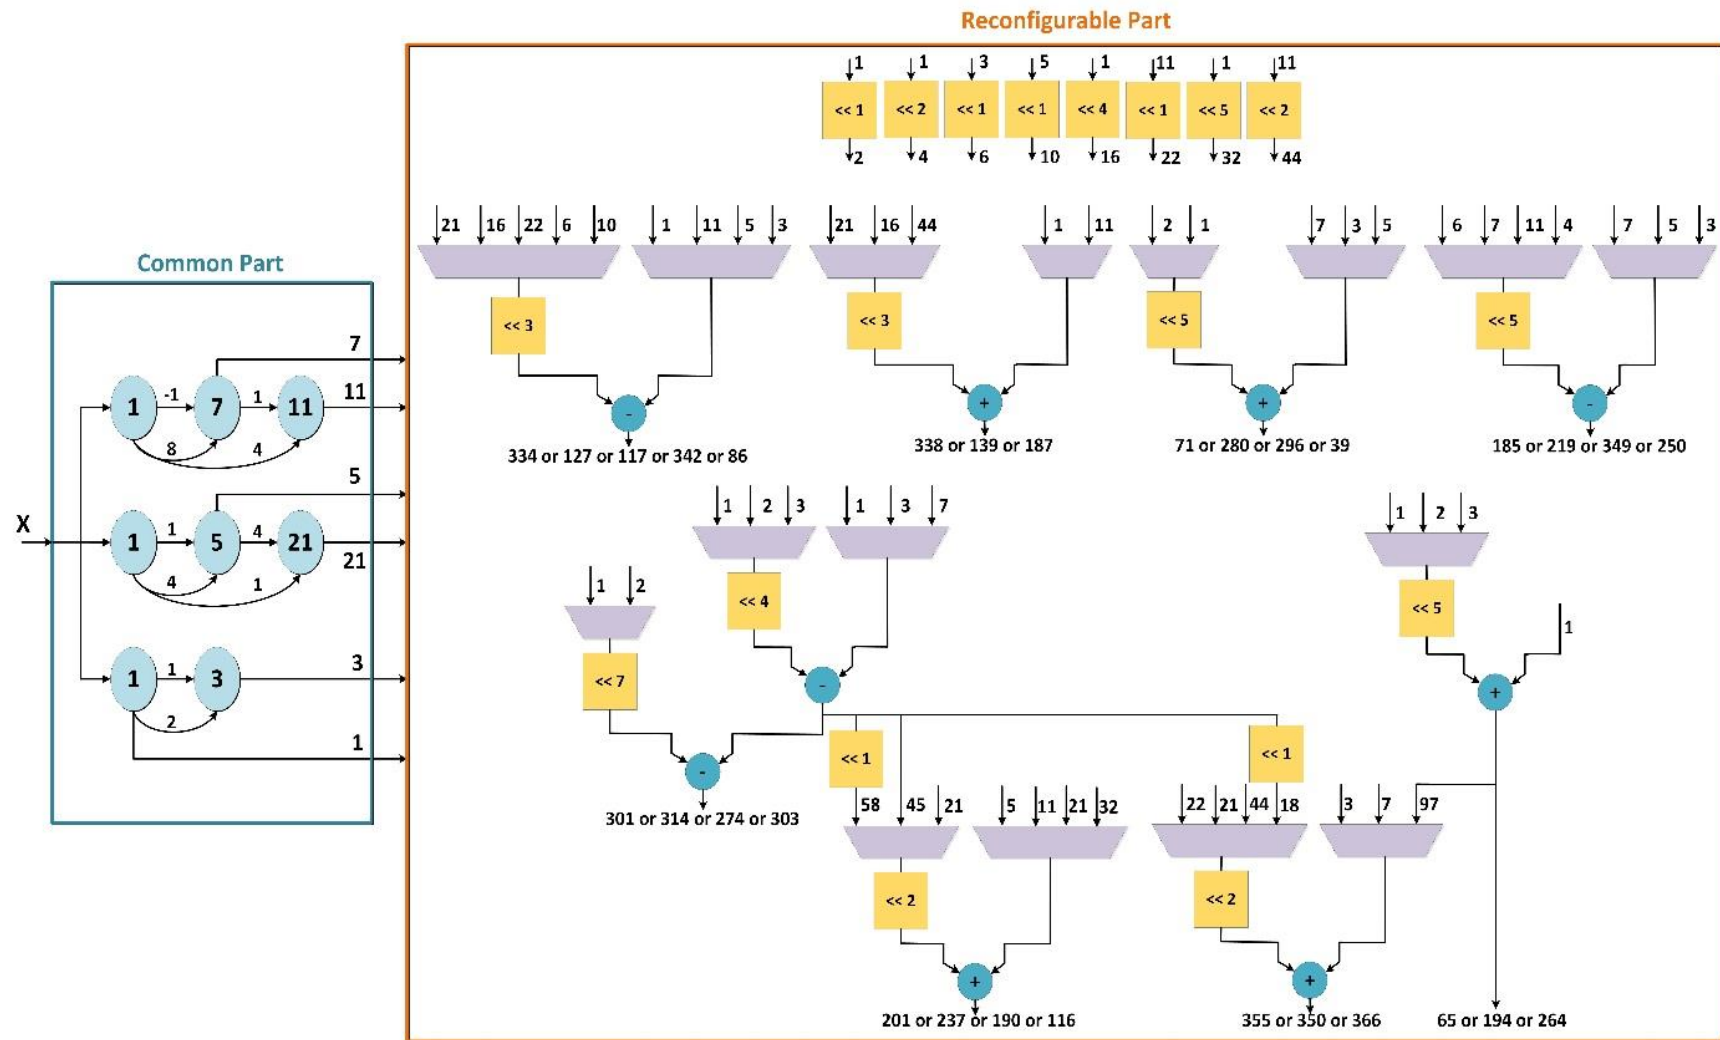 Reconfigurable Part
1 1 3 5 1 11 1 11
<< 1 << 2 << 1 << 1 << 4 << 1 << 5 << 2
2 4 6 10 16 22 32 44
21 16 22 6 10 1 11 5 3 21 16 44 1 11 2 1 7 3 5 6 7 11 4 7 5 3
<< 3 << 3 << 5 << 5
- + + -
334 or 127 or 117 or 342 or 86
338 or 139 or 187
71 or 280 or 296 or 39
185 or 219 or 349 or 250
Common Part
7
1 -1 7 1 11 11
8 4
5
X
1 1 5 4 21
21
4 1
3
1 1 3
2
1
1 2 3 1 3 7
<< 4
1 2
<< 7
-
-
301 or 314 or 274 or 303
1 2 3
<< 5
1
+
<< 1 << 1
58 45 21 5 11 21 32
22 21 44 18 3 7 97
<< 2 << 2
+ +
201 or 237 or 190 or 116
355 or 350 or 366
65 or 194 or 264